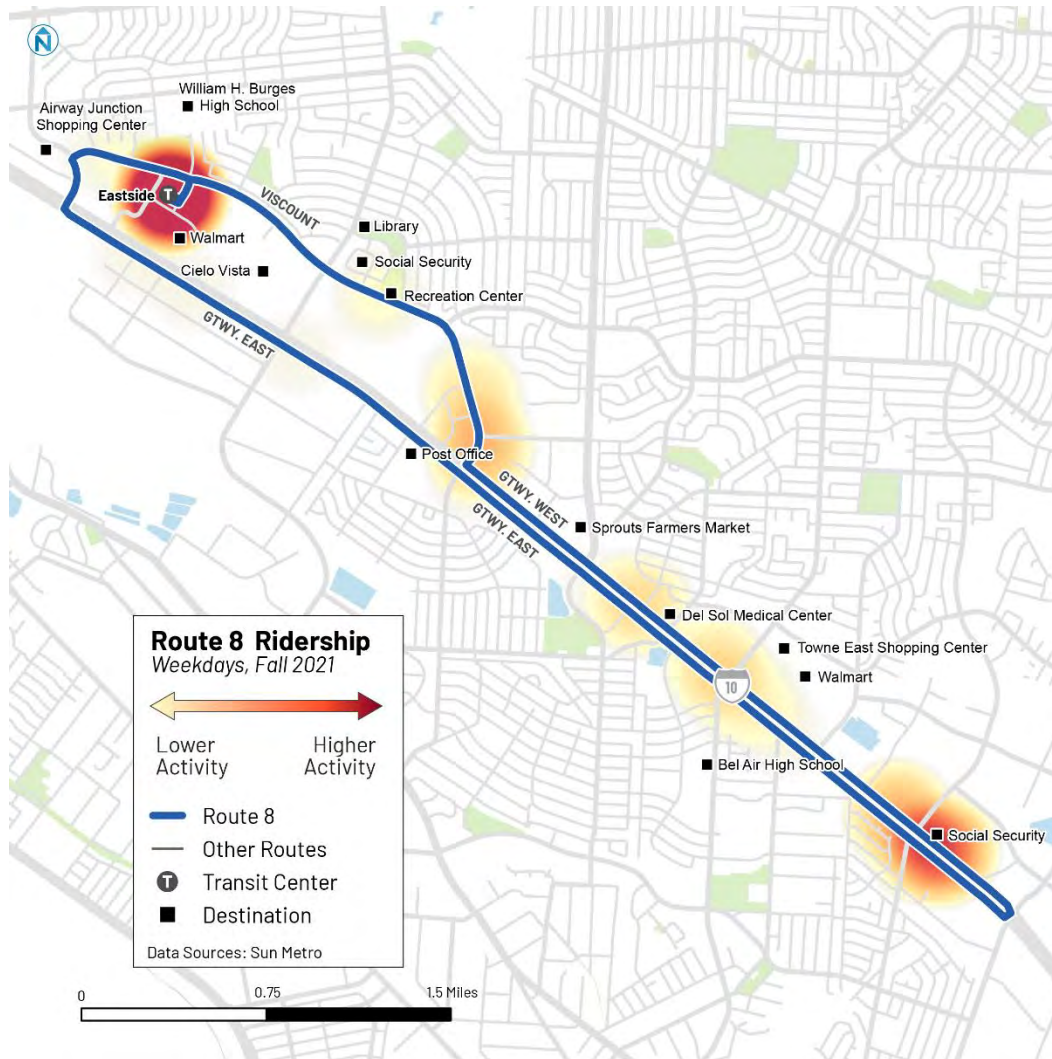 N
William H. Burges
High School
Airway Junction
Shopping Center
Eastside
T
VISCOUNT
Walmart
Library
Cielo Vista
Social Security
Recreation Center
GTWY. EAST
Post Office
GTWY. WEST
GTWY. EAST
Sprouts Farmers Market
Del Sol Medical Center
Towne East Shopping Center
Walmart
10
Bel Air High School
Social Security
Route 8 Ridership
Weekdays, Fall 2021
Lower
Activity
Higher
Activity
Route 8
Other Routes
T
Transit Center
Destination
Data Sources: Sun Metro
0
0.75
1.5 Miles